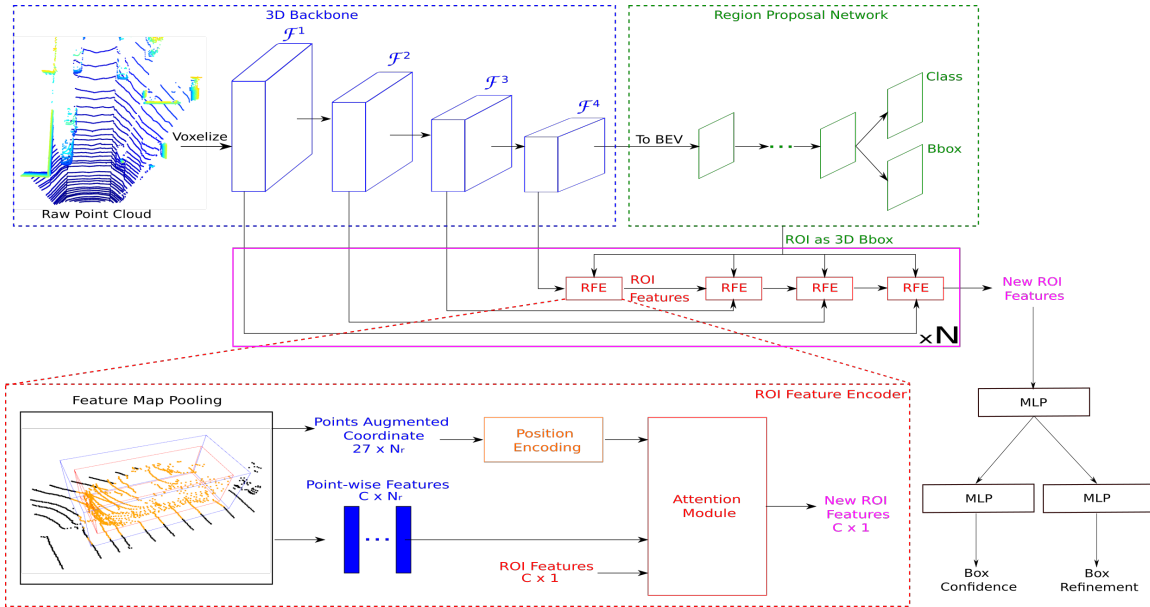 3D Backbone
Region Proposal Network
ℱ¹
ℱ²
ℱ³
ℱ⁴
Class
Voxelize
To BEV
Bbox
Raw Point Cloud
ROI as 3D Bbox
RFE
ROI
Features
RFE
RFE
RFE
New ROI
Features
xN
ROI Feature Encoder
Feature Map Pooling
MLP
Points Augmented
Coordinate
27 x Nᵣ
Position
Encoding
Point-wise Features
C x Nᵣ
Attention
Module
New ROI
Features
C x 1
MLP
MLP
ROI Features
C x 1
Box
Confidence
Box
Refinement